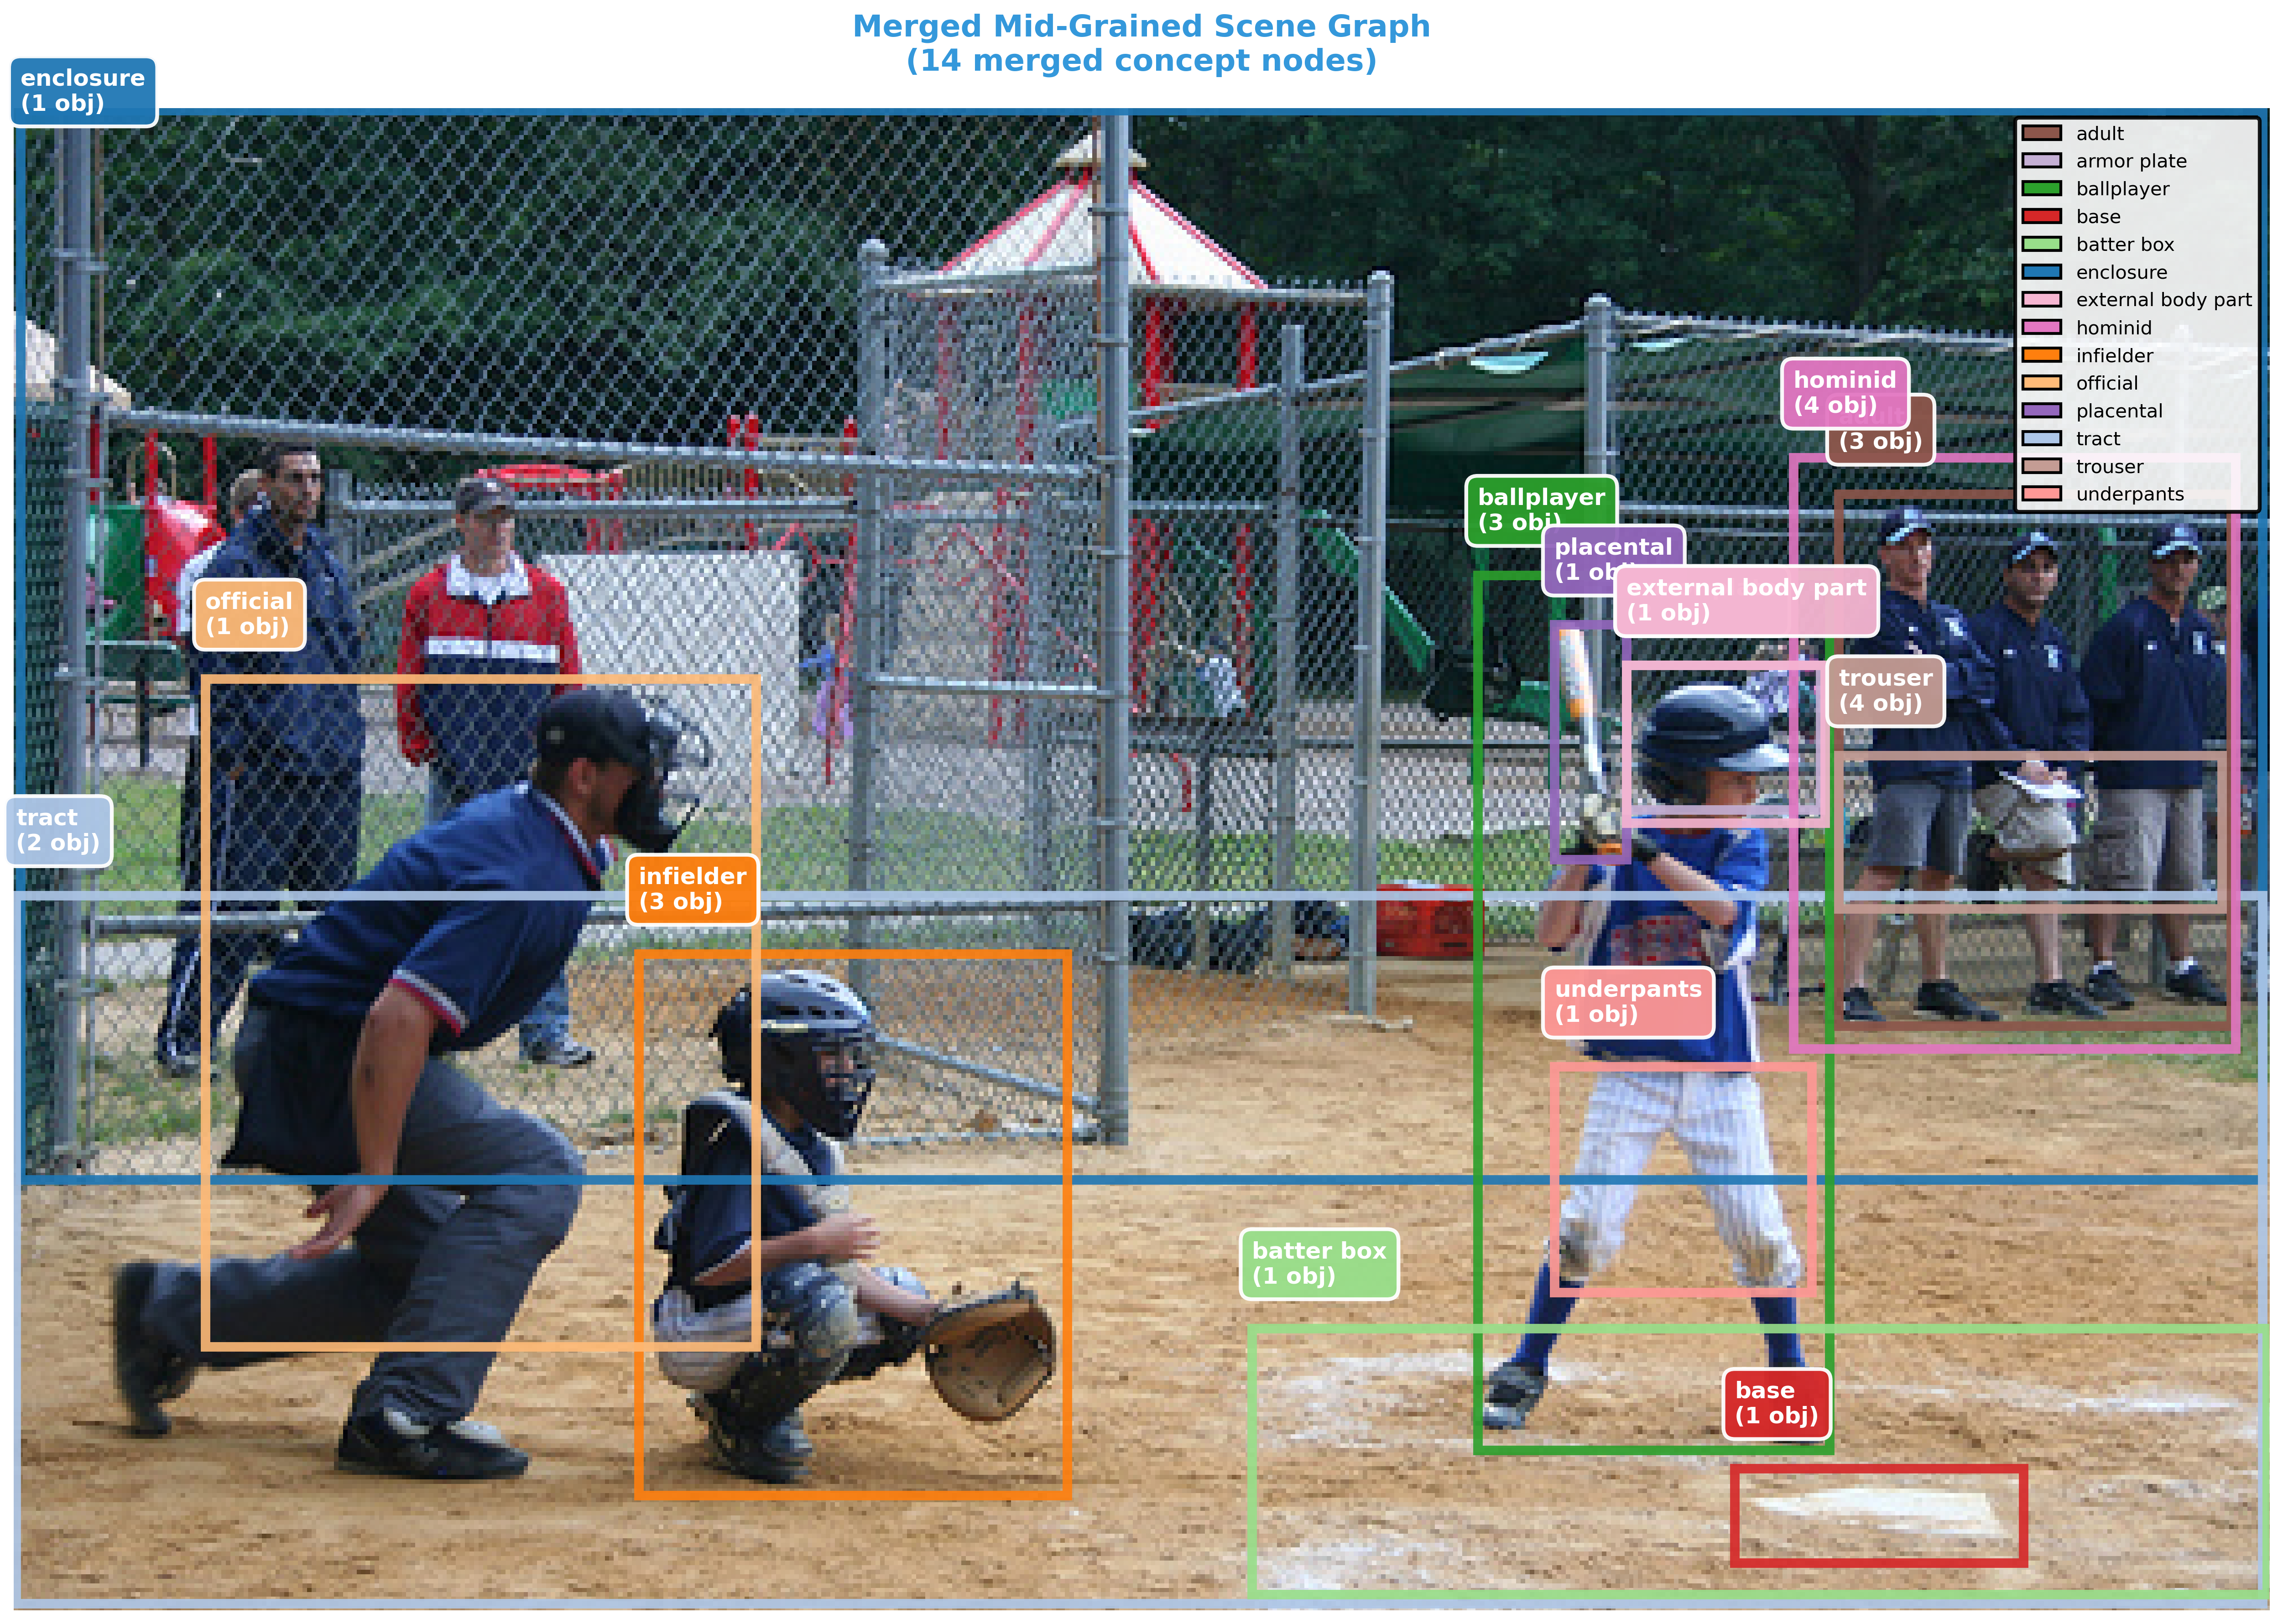 Merged Mid-Grained Scene Graph
(14 merged concept nodes)
enclosure
(1 obj)
adult
armor plate
ballplayer
base
batter box
enclosure
external body part
hominid
infielder
official
placental
tract
trouser
underpants
hominid
(4 obj)
(3 obj)
ballplayer
(3 obj)
placental
(1 obj)
external body part
(1 obj)
official
(1 obj)
trouser
(4 obj)
tract
(2 obj)
infielder
(3 obj)
underpants
(1 obj)
batter box
(1 obj)
base
(1 obj)